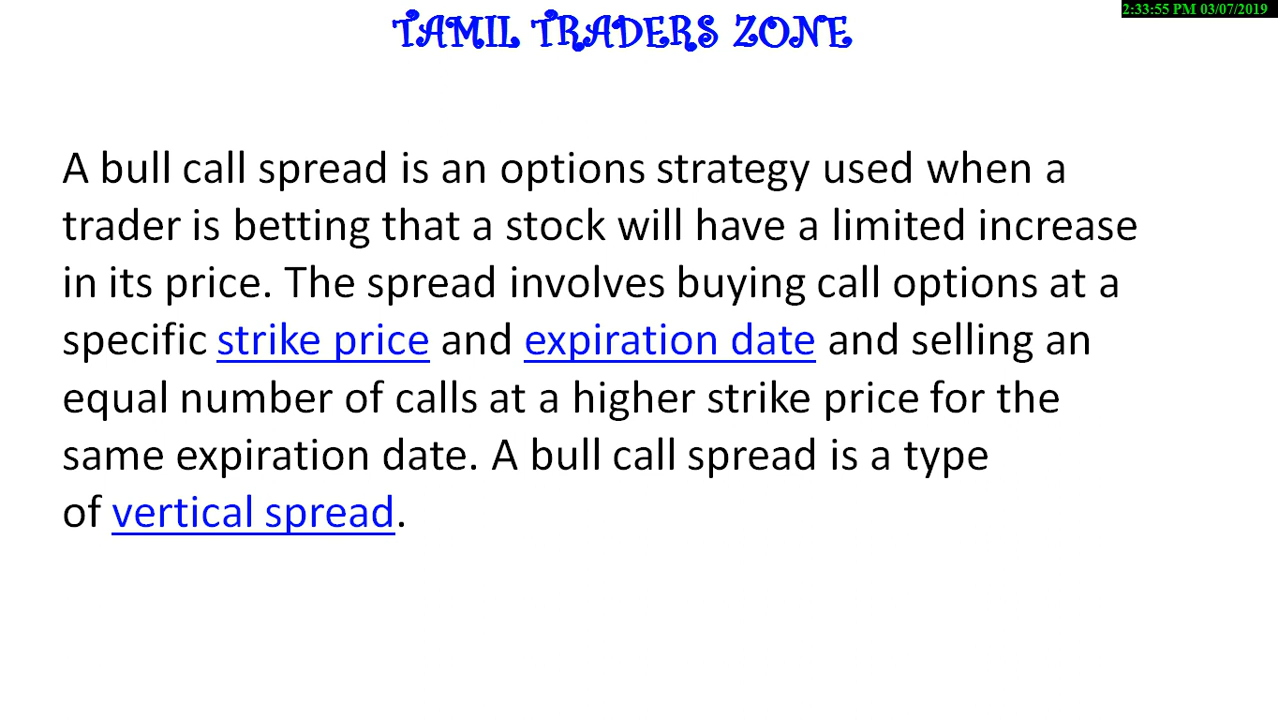 2:33:55 PM 03/07/2019
TAMIL TRADERS ZONE
A bull call spread is an options strategy used when a
trader is betting that a stock will have a limited increase
in its price. The spread involves buying call options at a
specific strike price and expiration date and selling an
equal number of calls at a higher strike price for the
same expiration date. A bull call spread is a type
of vertical spread.